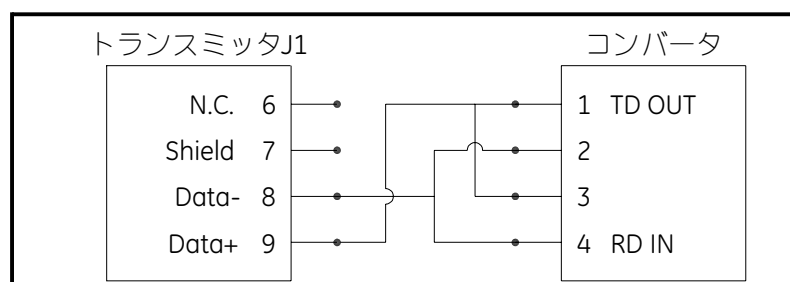 トランスミッタJ1
コンバータ
N.C. 6
Shield 7
Data- 8
Data+ 9
1 TD OUT
2
3
4 RD IN